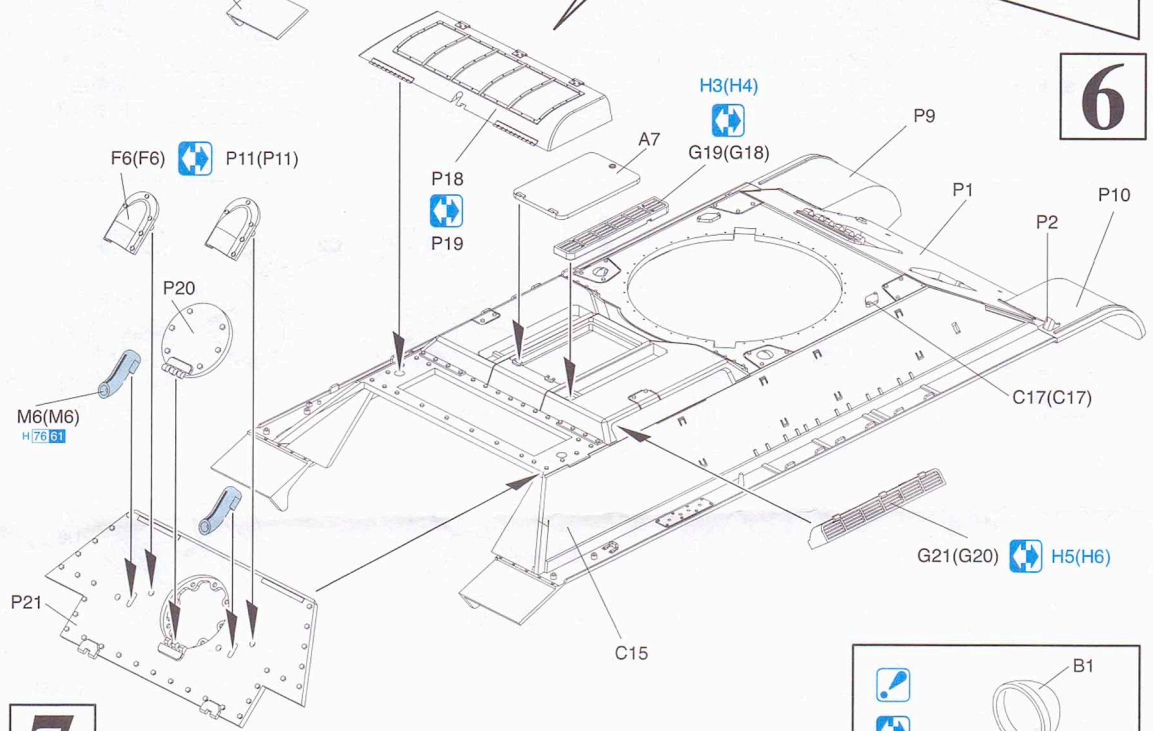 6
H3(H4)
G19(G18)
P9
A7
F6(F6) P11(P11)
P18
P19
P1
P10
P2
P20
M6(M6)
H 76 61
C17(C17)
G21(G20) H5(H6)
P21
C15
B1
7